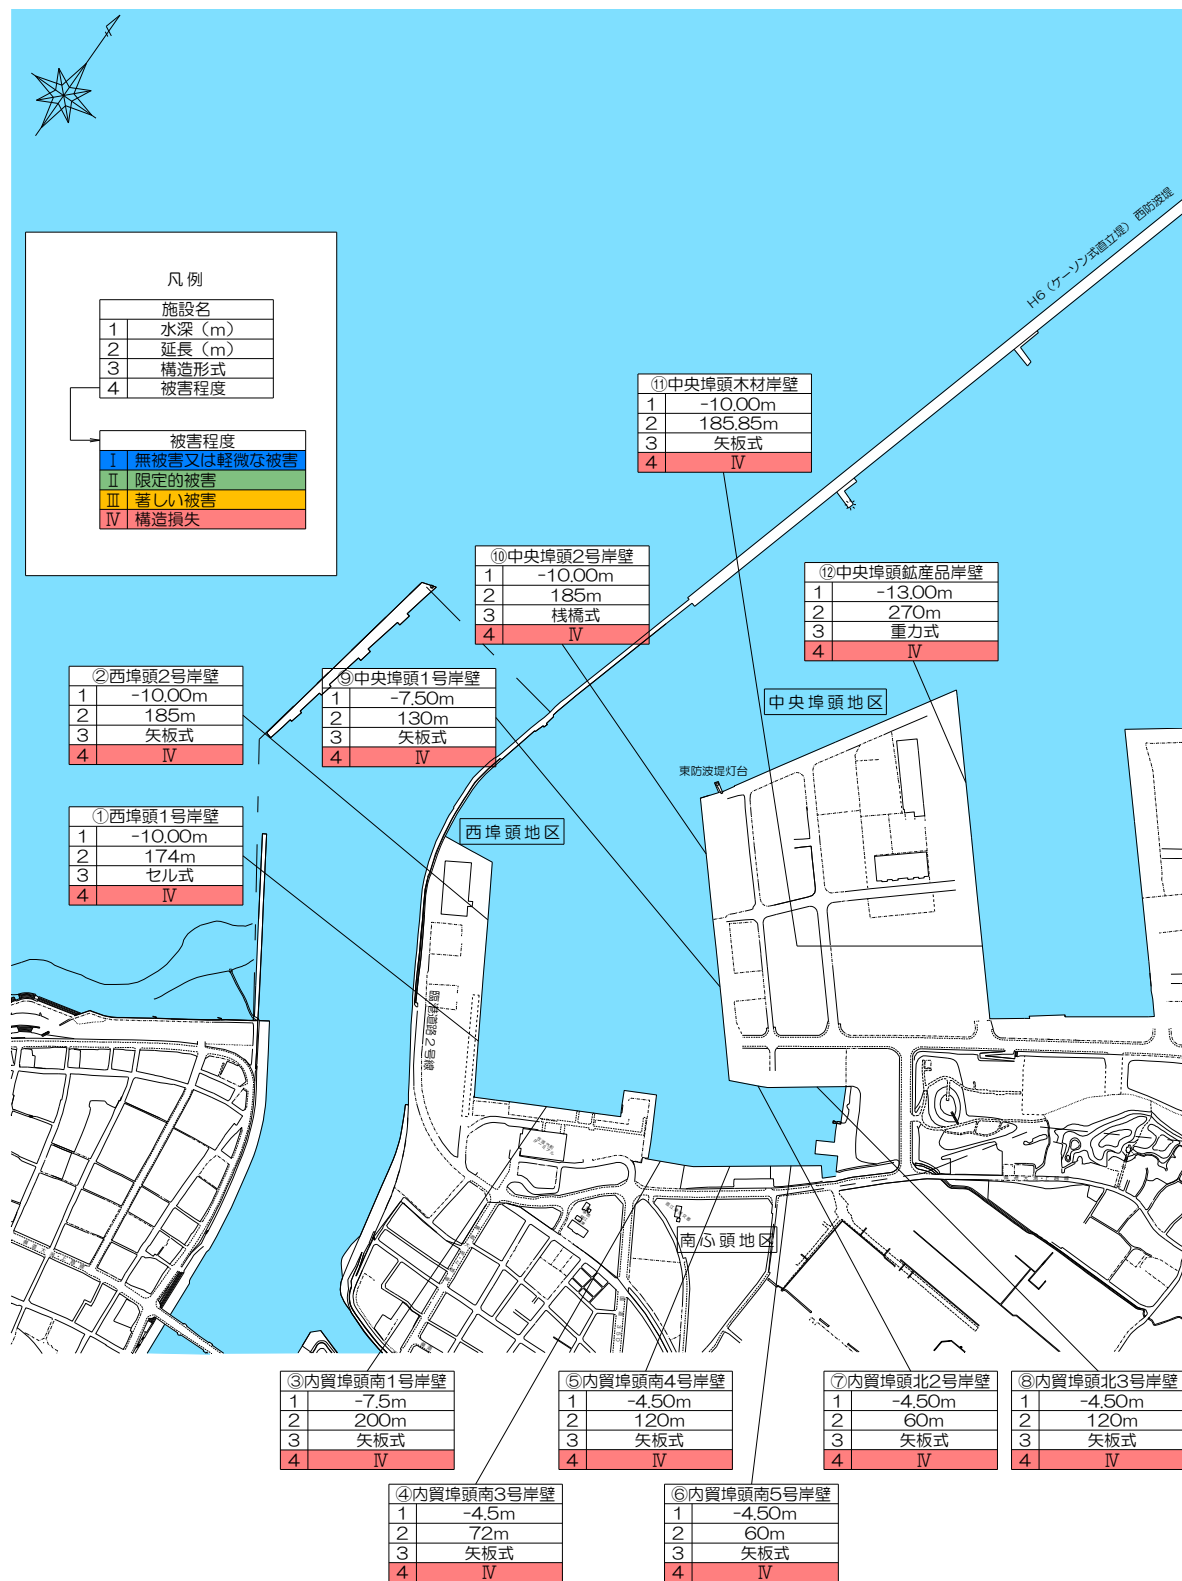 H6（ケーソン式直立堤） 西防波堤
凡例
施設名
1 水深（m）
2 延長（m）
3 構造形式
4 被害程度
被害程度
Ⅰ 無被害又は軽微な被害
Ⅱ 限定的被害
Ⅲ 著しい被害
Ⅳ 構造損失
⑪中央埠頭木材岸壁
1 -10.00m
2 185.85m
3 矢板式
4 Ⅳ
⑩中央埠頭2号岸壁
1 -10.00m
2 185m
3 桟橋式
4 Ⅳ
⑫中央埠頭鉱産品岸壁
1 -13.00m
2 270m
3 重力式
4 Ⅳ
②西埠頭2号岸壁
1 -10.00m
2 185m
3 矢板式
4 Ⅳ
⑨中央埠頭1号岸壁
1 -7.50m
2 130m
3 矢板式
4 Ⅳ
中央埠頭地区
東防波堤灯台
①西埠頭1号岸壁
1 -10.00m
2 174m
3 セル式
4 Ⅳ
西埠頭地区
臨港道路2号線
南ふ頭地区
③内貿埠頭南1号岸壁
1 -7.5m
2 200m
3 矢板式
4 Ⅳ
⑤内貿埠頭南4号岸壁
1 -4.50m
2 120m
3 矢板式
4 Ⅳ
⑦内貿埠頭北2号岸壁
1 -4.50m
2 60m
3 矢板式
4 Ⅳ
⑧内貿埠頭北3号岸壁
1 -4.50m
2 120m
3 矢板式
4 Ⅳ
④内貿埠頭南3号岸壁
1 -4.5m
2 72m
3 矢板式
4 Ⅳ
⑥内貿埠頭南5号岸壁
1 -4.50m
2 60m
3 矢板式
4 Ⅳ